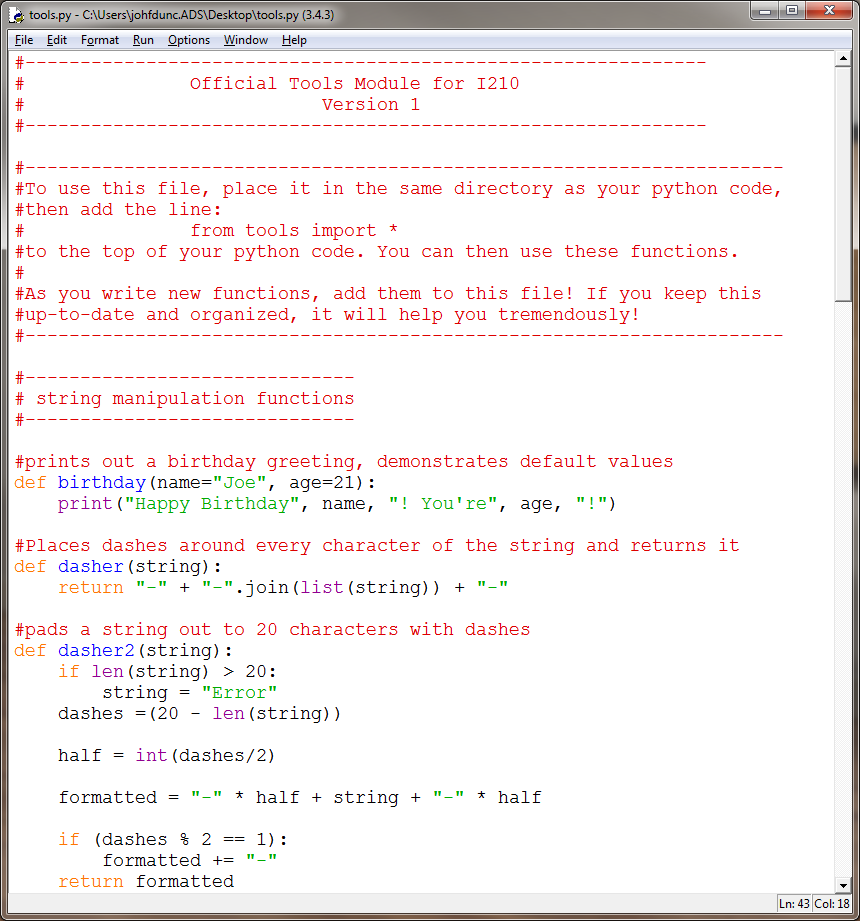 tools.py - C:\Users\johfdunc.ADS\Desktop\tools.py (3.4.3)
File Edit Format Run Options Window Help
#--------------------------------------------------------------
#               Official Tools Module for I210
#                           Version 1
#--------------------------------------------------------------

#---------------------------------------------------------------------
#To use this file, place it in the same directory as your python code,
#then add the line:
#               from tools import *
#to the top of your python code. You can then use these functions.
#
#As you write new functions, add them to this file! If you keep this
#up-to-date and organized, it will help you tremendously!
#---------------------------------------------------------------------

#------------------------------
# string manipulation functions
#------------------------------

#prints out a birthday greeting, demonstrates default values
def birthday(name="Joe", age=21):
    print("Happy Birthday", name, "! You're", age, "!")

#Places dashes around every character of the string and returns it
def dasher(string):
    return "-" + "-".join(list(string)) + "-"

#pads a string out to 20 characters with dashes
def dasher2(string):
    if len(string) > 20:
        string = "Error"
    dashes =(20 - len(string))

    half = int(dashes/2)

    formatted = "-" * half + string + "-" * half

    if (dashes % 2 == 1):
        formatted += "-"
    return formatted
Ln: 43 Col: 18